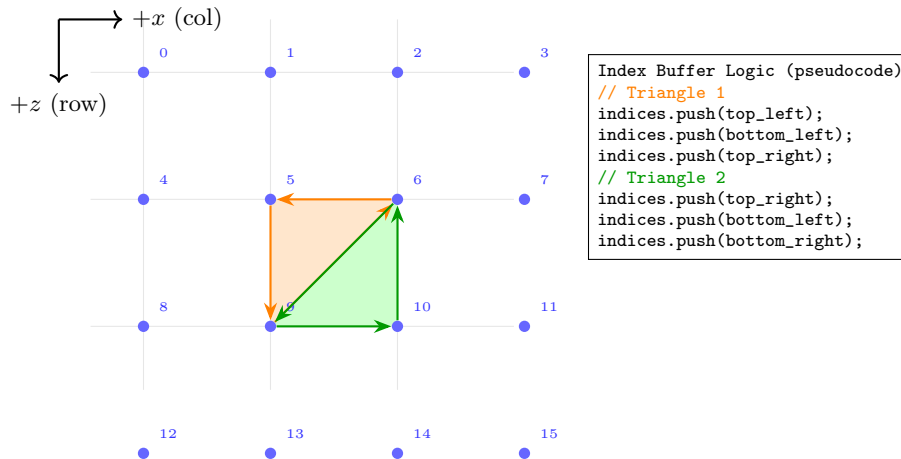 +x (col)
+z (row)
0 1 2 3
4 5 6 7
8 9 10 11
12 13 14 15
Index Buffer Logic (pseudocode)
// Triangle 1
indices.push(top_left);
indices.push(bottom_left);
indices.push(top_right);
// Triangle 2
indices.push(top_right);
indices.push(bottom_left);
indices.push(bottom_right);